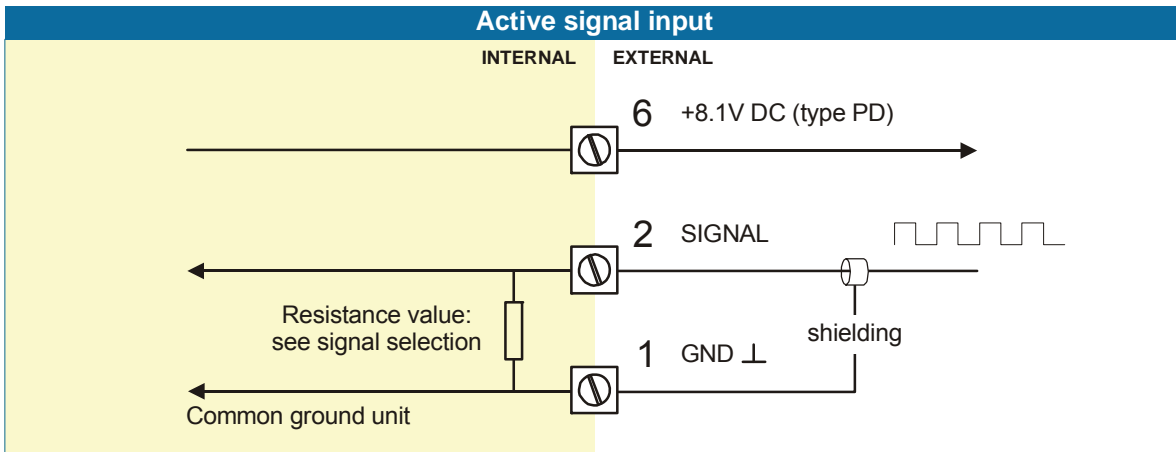 Active signal input
INTERNAL EXTERNAL
6 +8.1V DC (type PD)
2 SIGNAL
Resistance value:
see signal selection
shielding
1 GND ⊥
Common ground unit